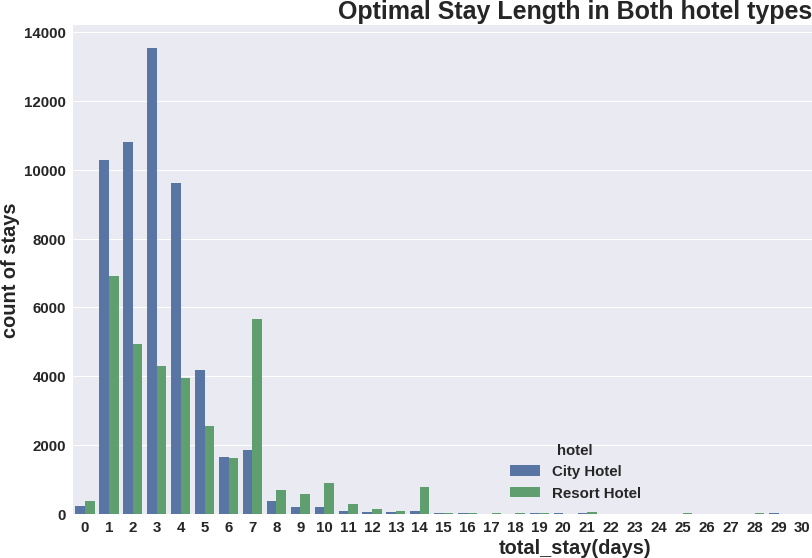 Optimal Stay Length in Both hotel types
14000
12000
10000
8000
6000
4000
2000
0
count of stays
hotel
City Hotel
Resort Hotel
0 1 2 3 4 5 6 7 8 9 10 11 12 13 14 15 16 17 18 19 20 21 22 23 24 25 26 27 28 29 30
total_stay(days)